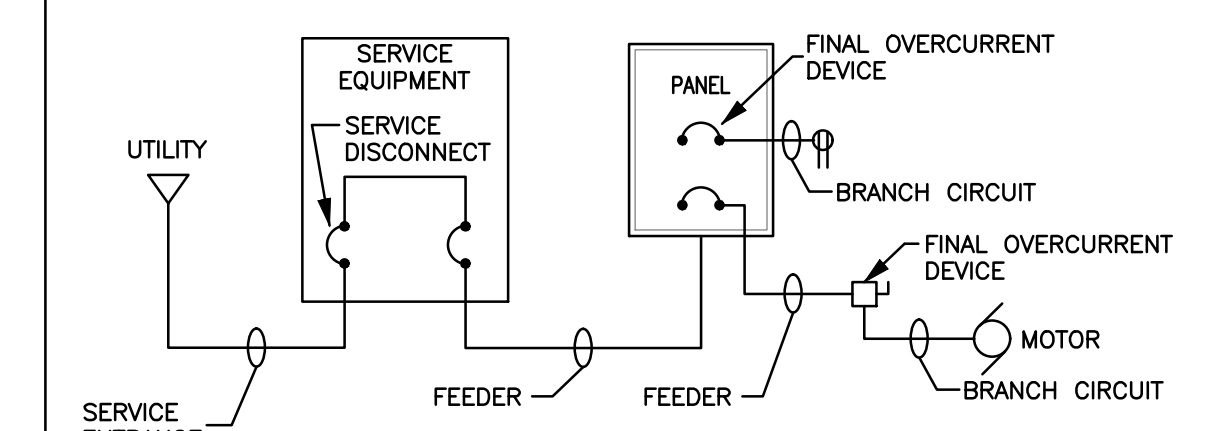 SERVICE
EQUIPMENT
SERVICE
DISCONNECT
UTILITY
PANEL
FINAL OVERCURRENT
DEVICE
BRANCH CIRCUIT
FINAL OVERCURRENT
DEVICE
MOTOR
BRANCH CIRCUIT
FEEDER
FEEDER
SERVICE